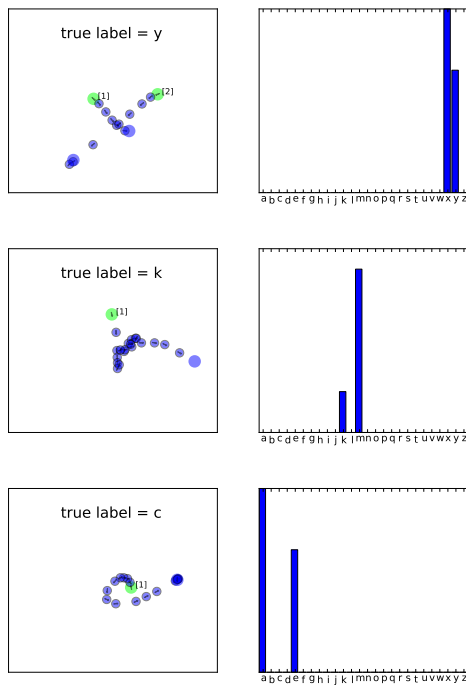 true label = y
[1]
[2]
a b c d e f g h i j k l m n o p q r s t u v w x y z
true label = k
[1]
a b c d e f g h i j k l m n o p q r s t u v w x y z
true label = c
[1]
a b c d e f g h i j k l m n o p q r s t u v w x y z